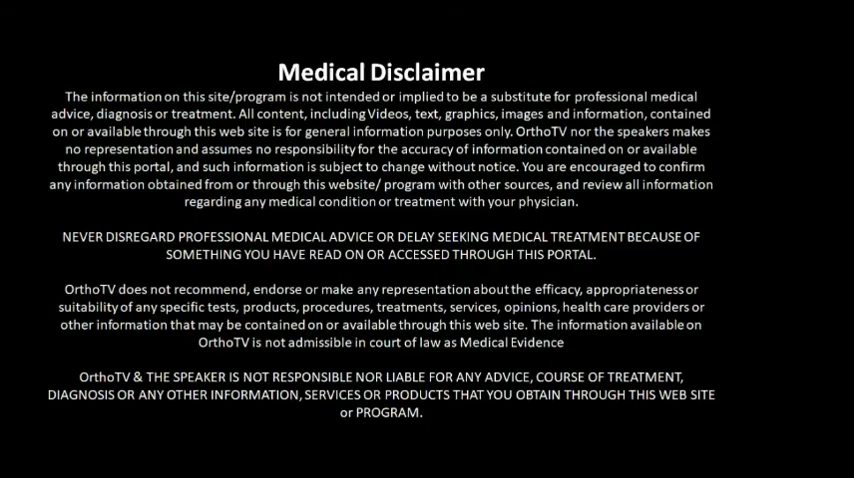 Medical Disclaimer
The information on this site/program is not intended or implied to be a substitute for professional medical
advice, diagnosis or treatment. All content, including Videos, text, graphics, images and information, contained
on or available through this web site is for general information purposes only. OrthoTV nor the speakers makes
no representation and assumes no responsibility for the accuracy of information contained on or available
through this portal, and such information is subject to change without notice. You are encouraged to confirm
any information obtained from or through this website/ program with other sources, and review all information
regarding any medical condition or treatment with your physician.
NEVER DISREGARD PROFESSIONAL MEDICAL ADVICE OR DELAY SEEKING MEDICAL TREATMENT BECAUSE OF
SOMETHING YOU HAVE READ ON OR ACCESSED THROUGH THIS PORTAL.
OrthoTV does not recommend, endorse or make any representation about the efficacy, appropriateness or
suitability of any specific tests, products, procedures, treatments, services, opinions, health care providers or
other information that may be contained on or available through this web site. The information available on
OrthoTV is not admissible in court of law as Medical Evidence
OrthoTV & THE SPEAKER IS NOT RESPONSIBLE NOR LIABLE FOR ANY ADVICE, COURSE OF TREATMENT,
DIAGNOSIS OR ANY OTHER INFORMATION, SERVICES OR PRODUCTS THAT YOU OBTAIN THROUGH THIS WEB SITE
or PROGRAM.